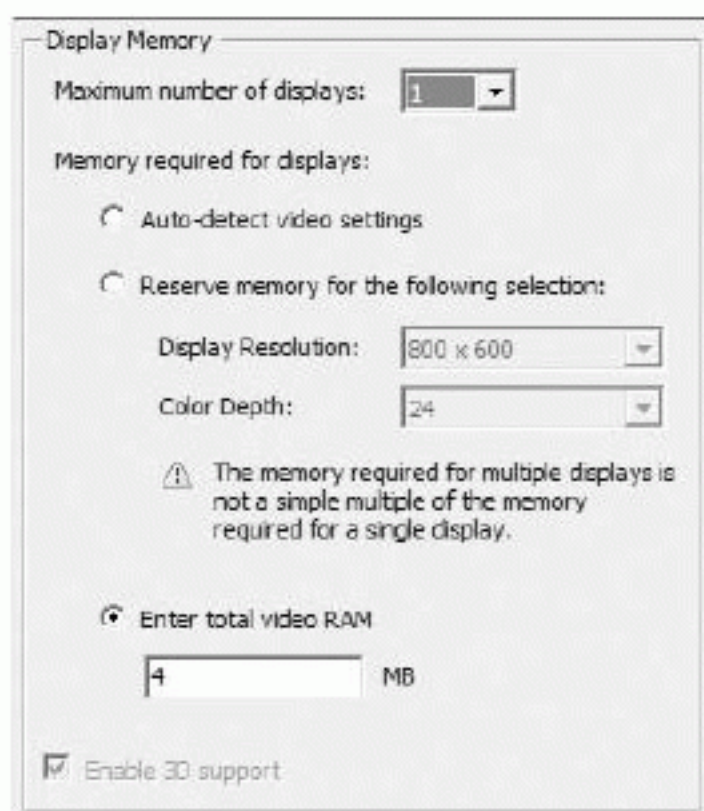 Display Memory
Maximum number of displays: 1
Memory required for displays:
Auto-detect video settings
Reserve memory for the following selection:
Display Resolution: 800 x 600
Color Depth: 24
The memory required for multiple displays is
not a simple multiple of the memory
required for a single display.
Enter total video RAM
4 MB
Enable 3D support